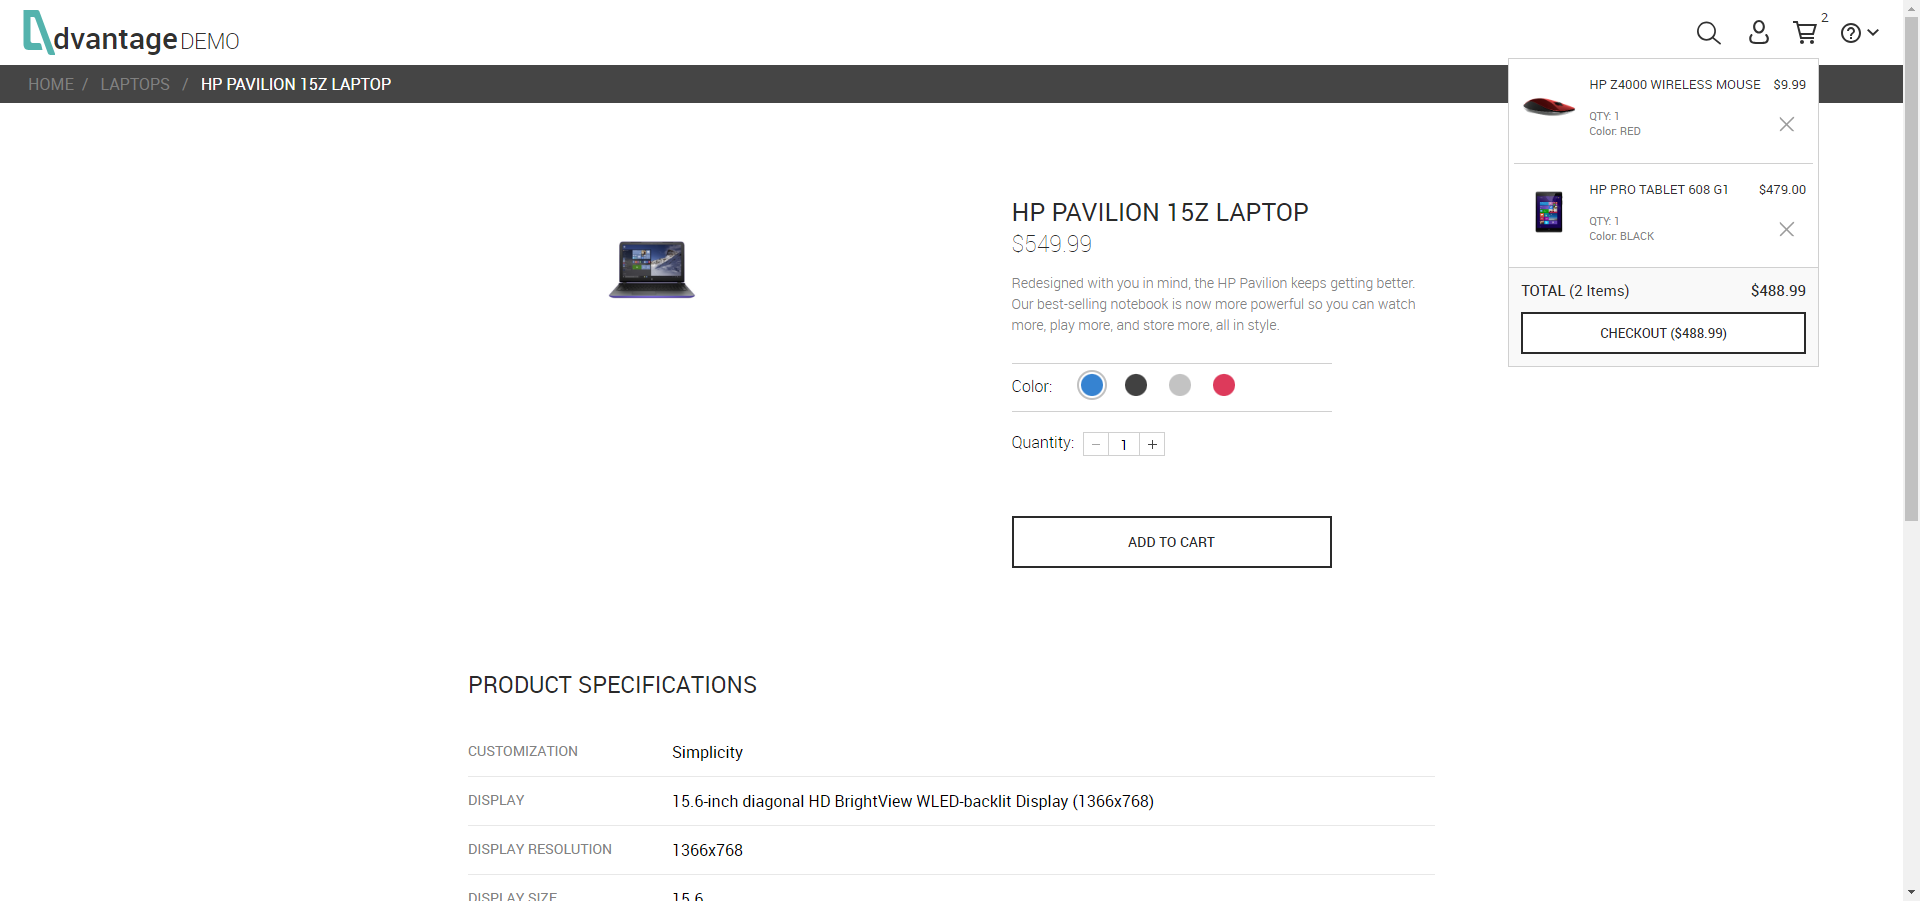 dvantage DEMO
2
HOME / LAPTOPS / HP PAVILION 15Z LAPTOP
HP Z4000 WIRELESS MOUSE $9.99
QTY: 1
Color: RED
HP PRO TABLET 608 G1 $479.00
QTY: 1
Color: BLACK
TOTAL (2 Items) $488.99
CHECKOUT ($488.99)
HP PAVILION 15Z LAPTOP
$549.99
Redesigned with you in mind, the HP Pavilion keeps getting better.
Our best-selling notebook is now more powerful so you can watch
more, play more, and store more, all in style.
Color:
Quantity: − 1 +
ADD TO CART
PRODUCT SPECIFICATIONS
CUSTOMIZATION Simplicity
DISPLAY 15.6-inch diagonal HD BrightView WLED-backlit Display (1366x768)
DISPLAY RESOLUTION 1366x768
DISPLAY SIZE 15.6